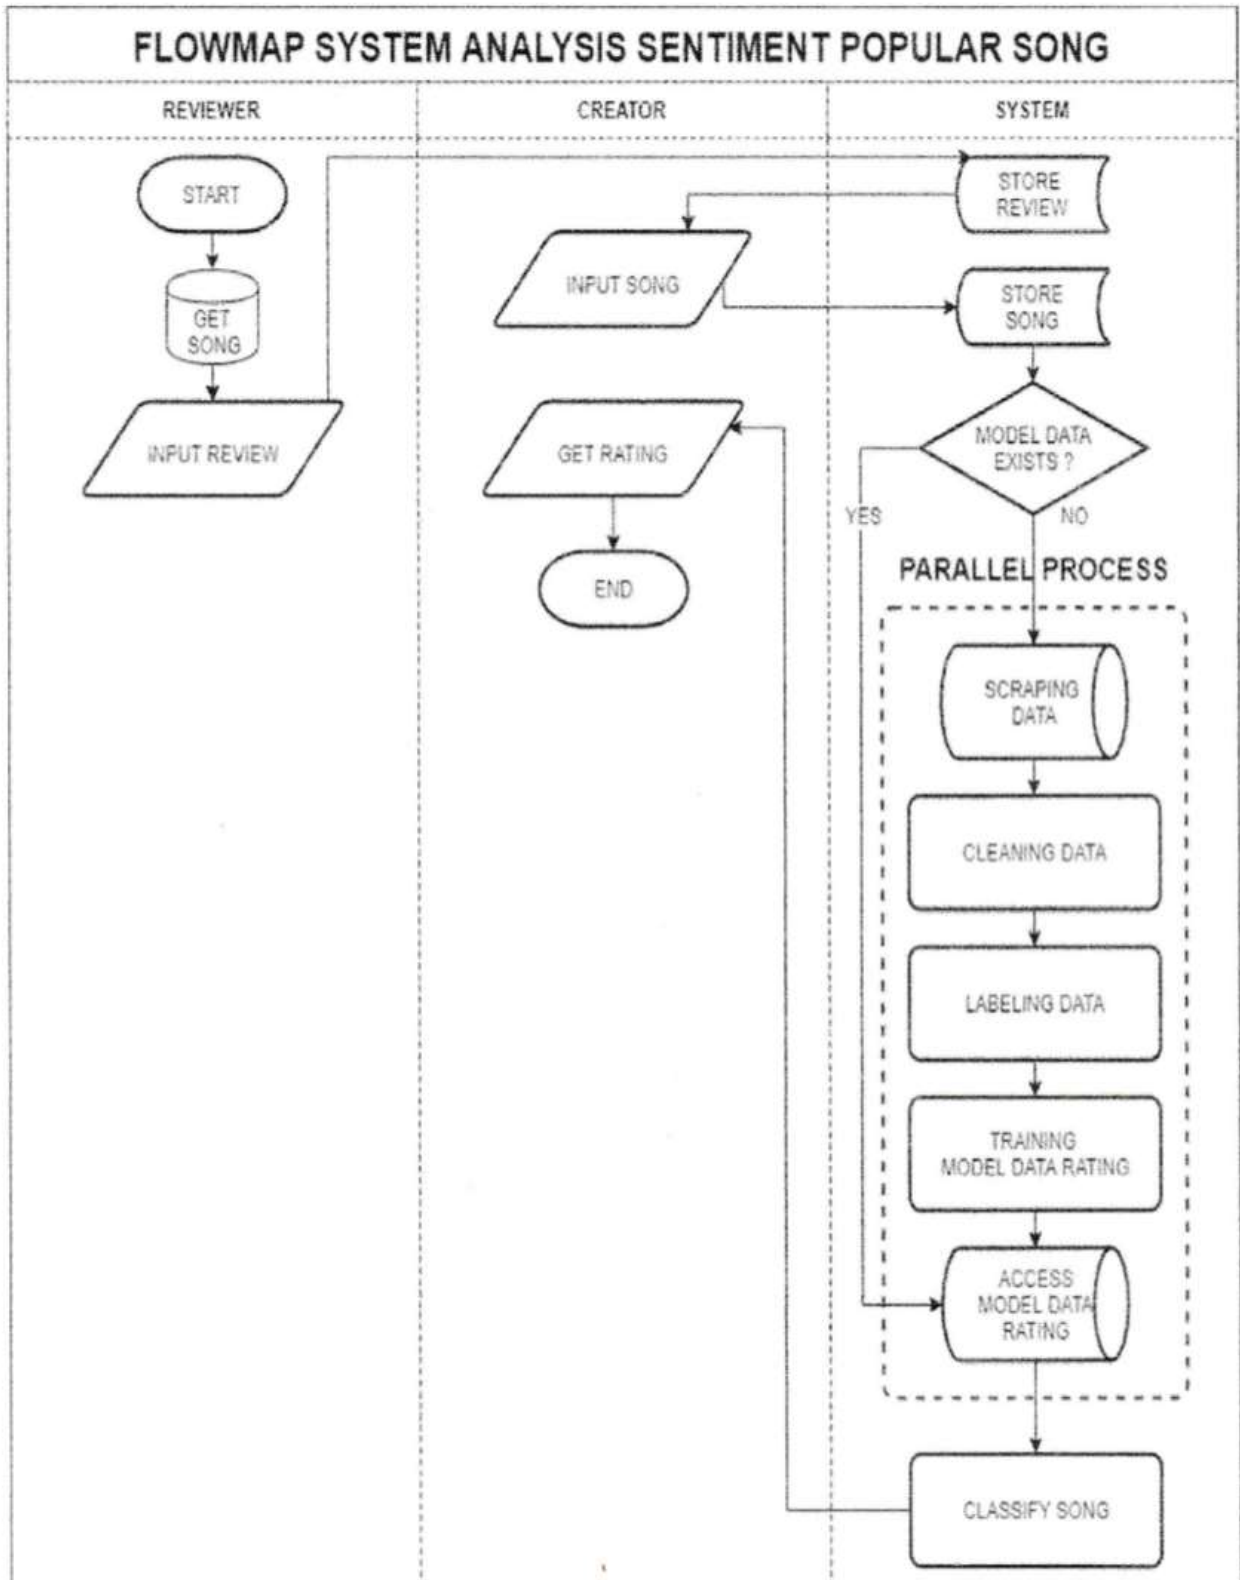 FLOWMAP SYSTEM ANALYSIS SENTIMENT POPULAR SONG
REVIEWER
CREATOR
SYSTEM
START
GET
SONG
INPUT REVIEW
INPUT SONG
GET RATING
END
STORE
REVIEW
STORE
SONG
MODEL DATA
EXISTS ?
YES
NO
PARALLEL PROCESS
SCRAPING
DATA
CLEANING DATA
LABELING DATA
TRAINING
MODEL DATA RATING
ACCESS
MODEL DATA
RATING
CLASSIFY SONG